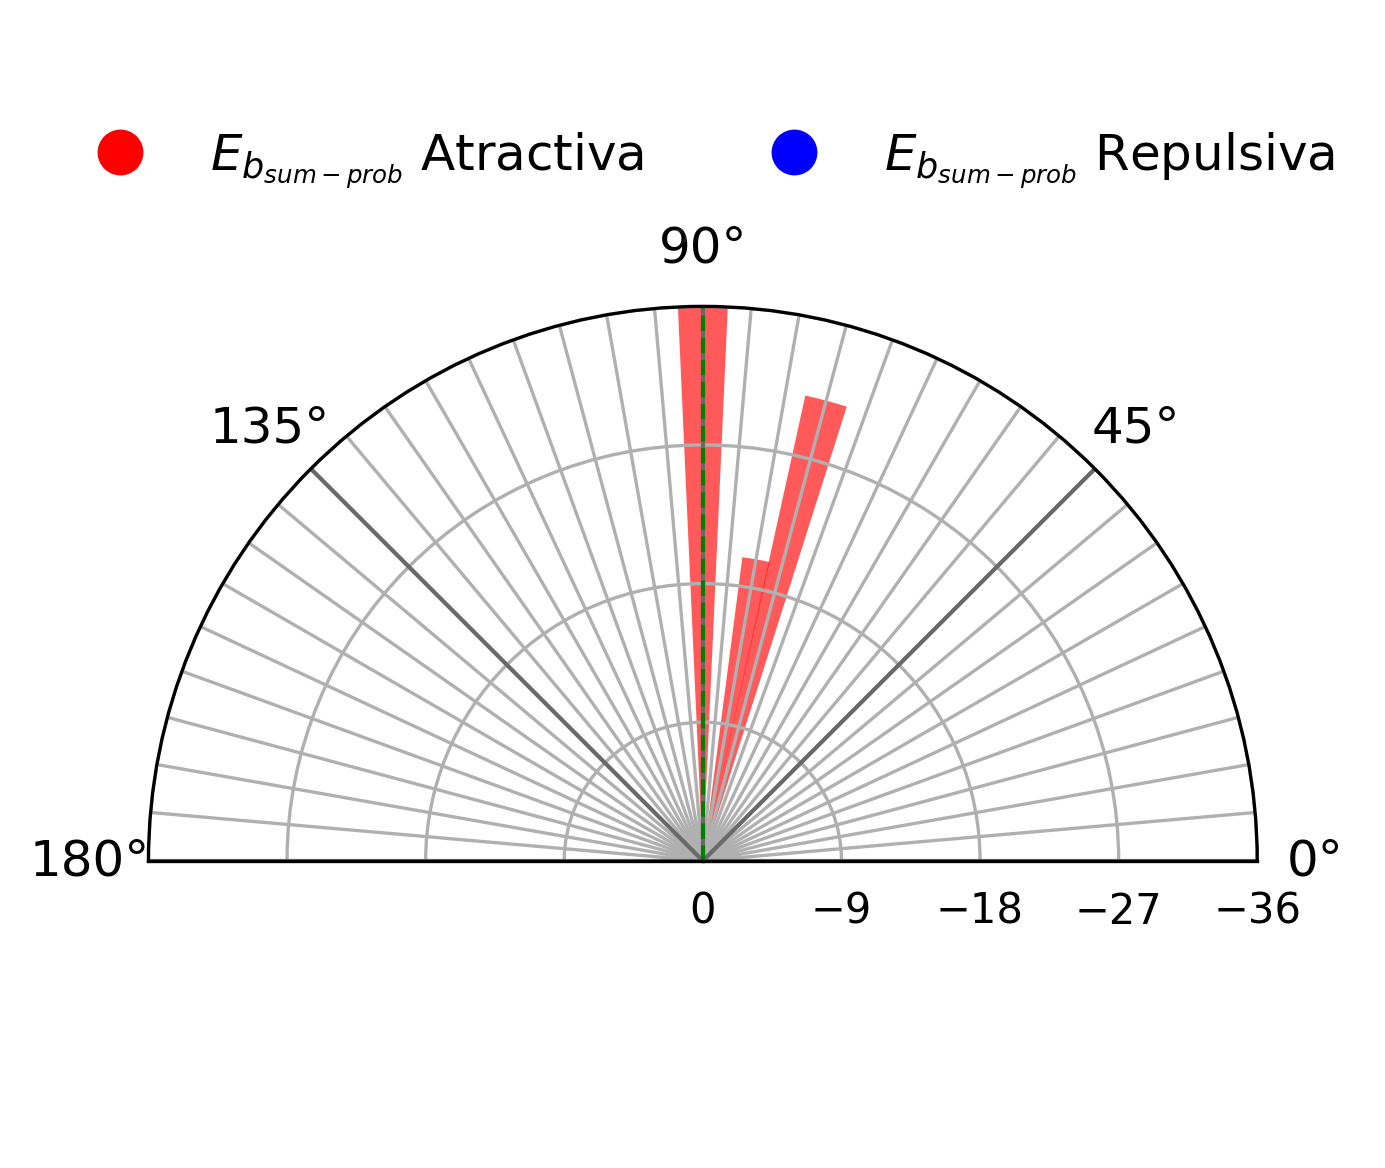 E_{b_{sum-prob}} Atractiva E_{b_{sum-prob}} Repulsiva
90°
135° 45°
180° 0°
0 −9 −18 −27 −36